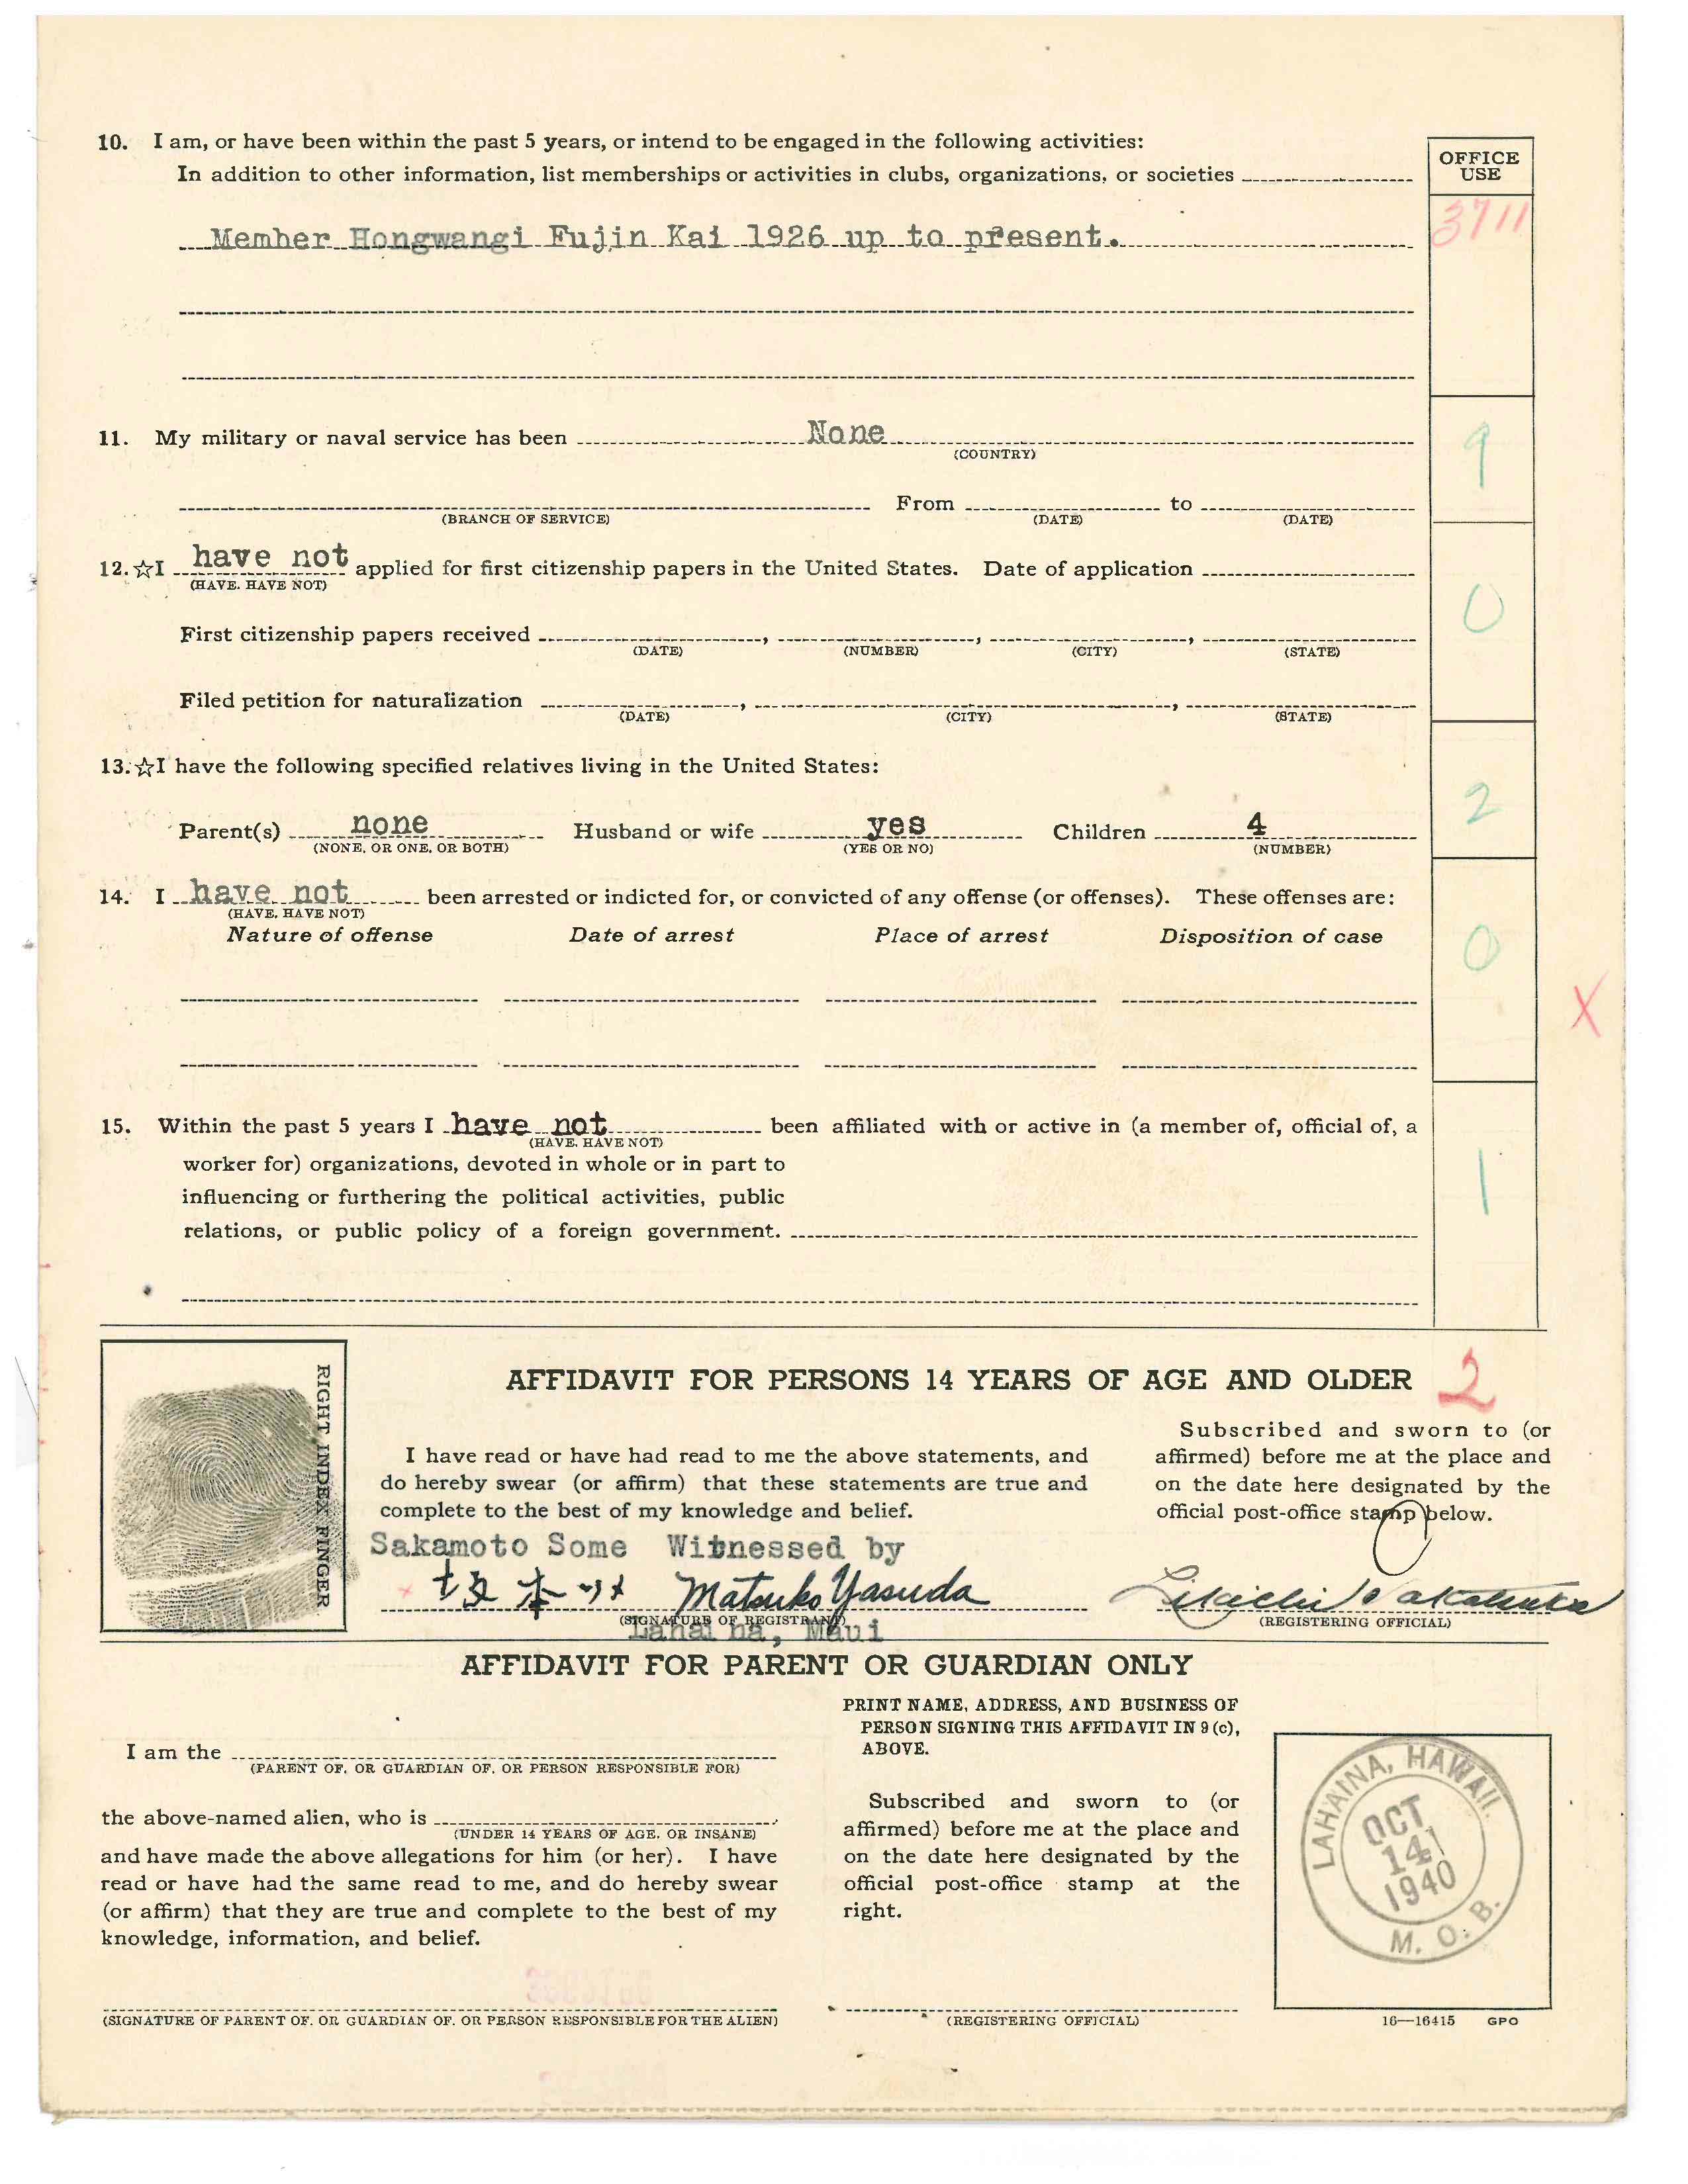 10. I am, or have been within the past 5 years, or intend to be engaged in the following activities:
In addition to other information, list memberships or activities in clubs, organizations, or societies
Member Hongwangi Fujin Kai 1926 up to present.
OFFICE USE
3711
11. My military or naval service has been None
(COUNTRY)
9
From to
(BRANCH OF SERVICE) (DATE) (DATE)
12. ☆I have not applied for first citizenship papers in the United States. Date of application
(HAVE, HAVE NOT)
0
First citizenship papers received , , ,
(DATE) (NUMBER) (CITY) (STATE)
Filed petition for naturalization , ,
(DATE) (CITY) (STATE)
13. ☆I have the following specified relatives living in the United States:
2
Parent(s) none Husband or wife yes Children 4
(NONE, OR ONE, OR BOTH) (YES OR NO) (NUMBER)
14. I have not been arrested or indicted for, or convicted of any offense (or offenses). These offenses are:
(HAVE, HAVE NOT)
Nature of offense Date of arrest Place of arrest Disposition of case
0
X
15. Within the past 5 years I have not been affiliated with or active in (a member of, official of, a
(HAVE, HAVE NOT)
worker for) organizations, devoted in whole or in part to
influencing or furthering the political activities, public
relations, or public policy of a foreign government.
1
RIGHT INDEX FINGER
AFFIDAVIT FOR PERSONS 14 YEARS OF AGE AND OLDER
2
I have read or have had read to me the above statements, and
do hereby swear (or affirm) that these statements are true and
complete to the best of my knowledge and belief.
Sakamoto Some Witnessed by
x 坂本ソメ Matsuko Yasuda
(SIGNATURE OF REGISTRANT)
Lahaina, Maui
Subscribed and sworn to (or
affirmed) before me at the place and
on the date here designated by the
official post-office stamp below.
(REGISTERING OFFICIAL)
AFFIDAVIT FOR PARENT OR GUARDIAN ONLY
I am the
(PARENT OF, OR GUARDIAN OF, OR PERSON RESPONSIBLE FOR)
the above-named alien, who is
(UNDER 14 YEARS OF AGE, OR INSANE)
and have made the above allegations for him (or her). I have
read or have had the same read to me, and do hereby swear
(or affirm) that they are true and complete to the best of my
knowledge, information, and belief.
(SIGNATURE OF PARENT OF, OR GUARDIAN OF, OR PERSON RESPONSIBLE FOR THE ALIEN)
PRINT NAME, ADDRESS, AND BUSINESS OF
PERSON SIGNING THIS AFFIDAVIT IN 9 (c),
ABOVE.
Subscribed and sworn to (or
affirmed) before me at the place and
on the date here designated by the
official post-office stamp at the
right.
(REGISTERING OFFICIAL)
LAHAINA, HAWAII.
OCT
14
1940
M. O. B.
16—16415 GPO